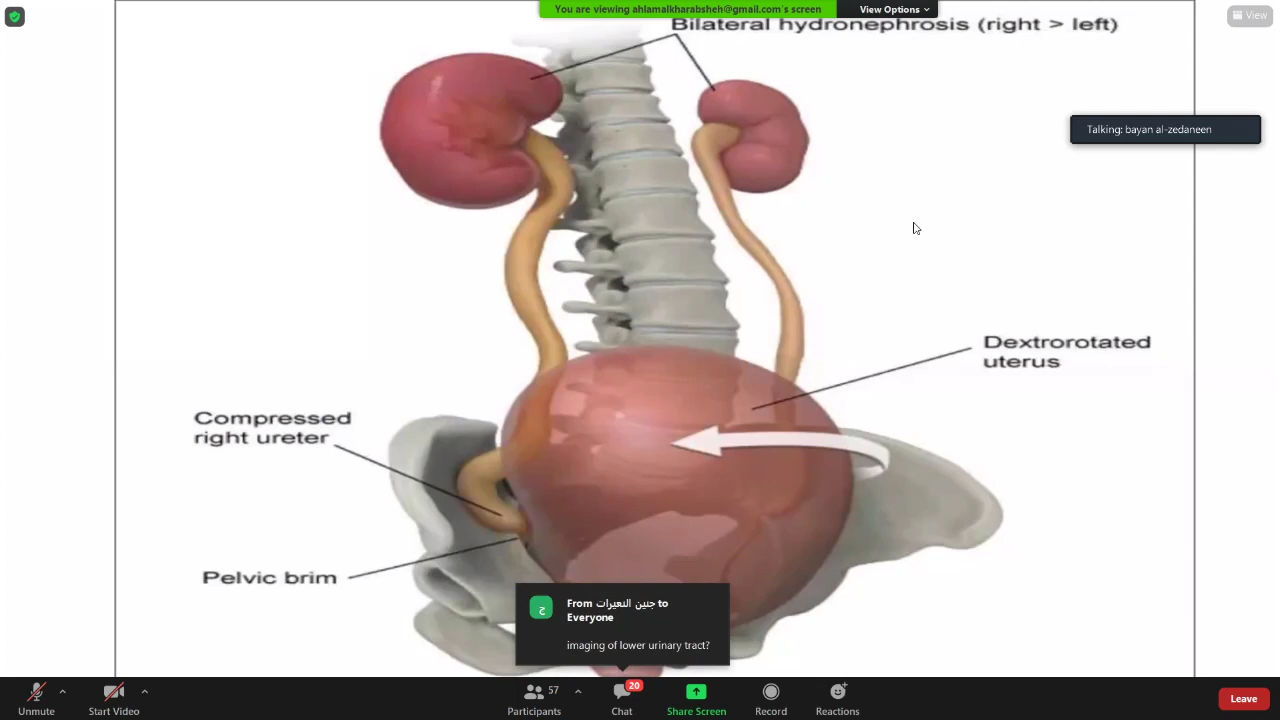 You are viewing ahlamalkharabsheh@gmail.com's screen
View Options
View
Bilateral hydronephrosis (right > left)
Talking: bayan al-zedaneen
Dextrorotated
uterus
Compressed
right ureter
Pelvic brim
ج
From جنين النعيرات to
Everyone
imaging of lower urinary tract?
Unmute
Start Video
57
Participants
20
Chat
Share Screen
Record
Reactions
Leave